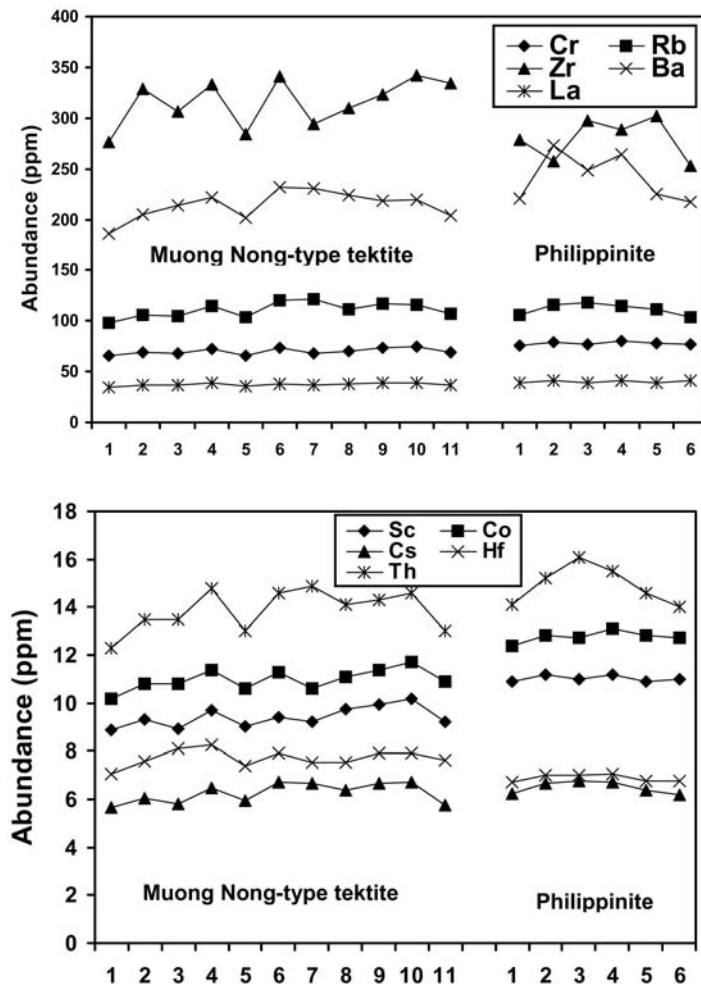 400
350
300
250
200
150
100
50
0
Abundance (ppm)
Cr Rb
Zr Ba
La
Muong Nong-type tektite Philippinite
1 2 3 4 5 6 7 8 9 10 11 1 2 3 4 5 6
18
16
14
12
10
8
6
4
2
0
Abundance (ppm)
Sc Co
Cs Hf
Th
Muong Nong-type tektite Philippinite
1 2 3 4 5 6 7 8 9 10 11 1 2 3 4 5 6